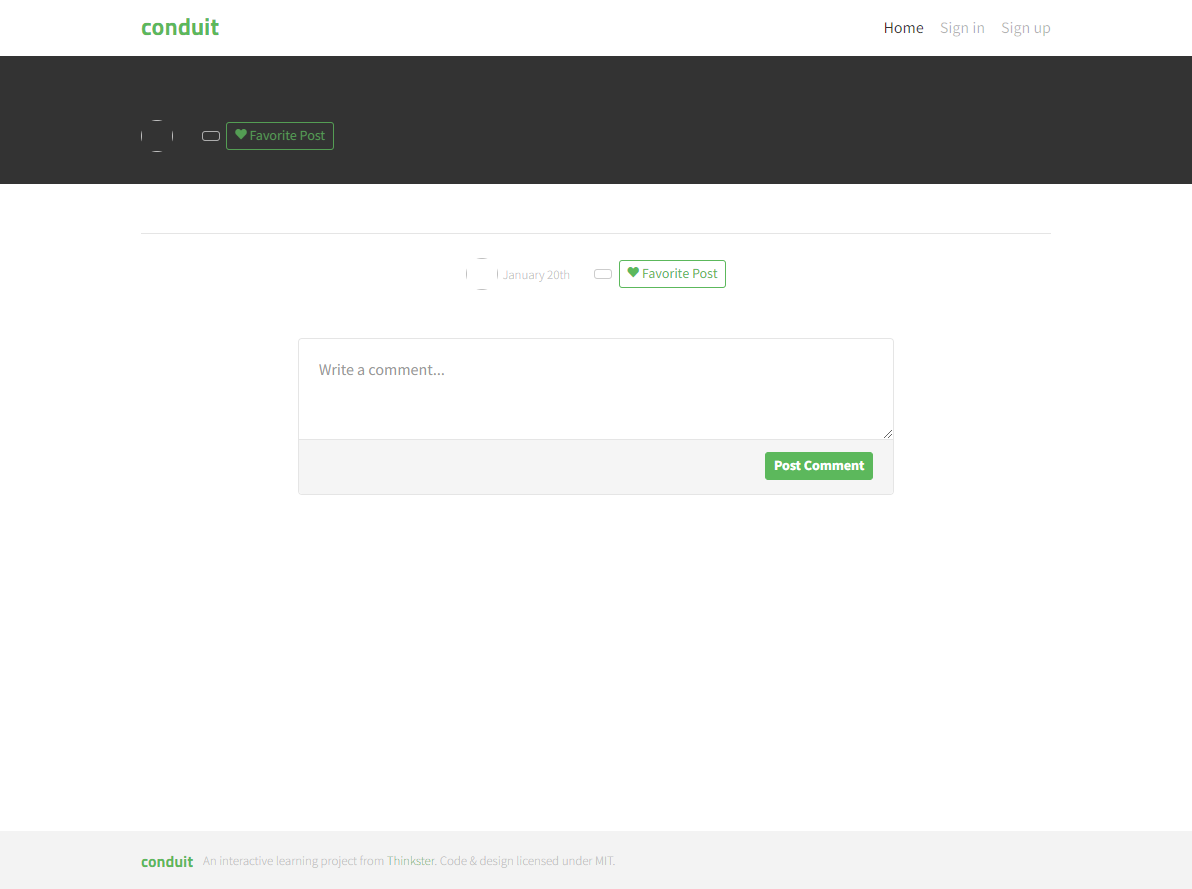 conduit
Home Sign in Sign up
Favorite Post
January 20th Favorite Post
Write a comment...
Post Comment
conduit An interactive learning project from Thinkster. Code & design licensed under MIT.